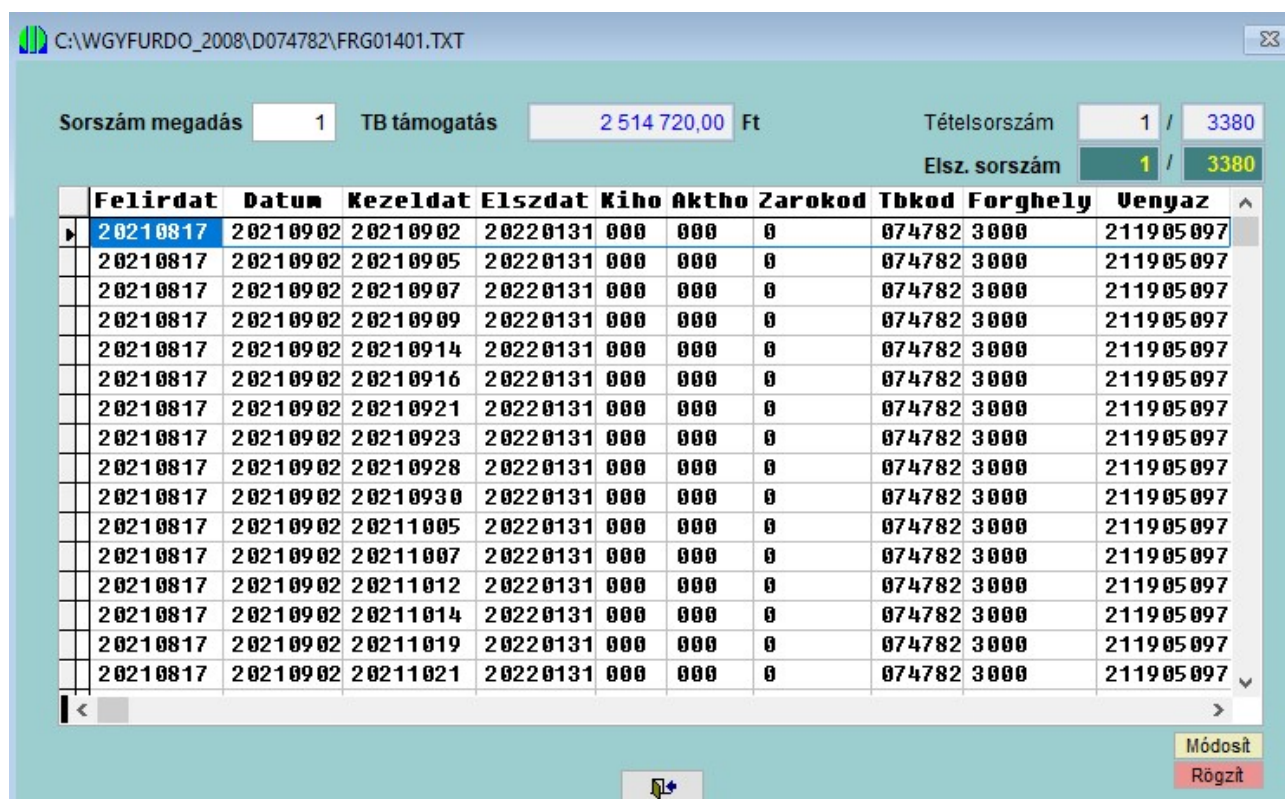 C:\WGYFURDO_2008\D074782\FRG01401.TXT
Sorszám megadás 1 TB támogatás 2 514 720,00 Ft Tételsorszám 1 / 3380
Elsz. sorszám 1 / 3380
Felirdat Datum Kezeldat Elszdat Kiho Aktho Zarokod Tbkod Forghely Venyaz
20210817 20210902 20210902 20220131 000 000 0 074782 3000 211905097
20210817 20210902 20210905 20220131 000 000 0 074782 3000 211905097
20210817 20210902 20210907 20220131 000 000 0 074782 3000 211905097
20210817 20210902 20210909 20220131 000 000 0 074782 3000 211905097
20210817 20210902 20210914 20220131 000 000 0 074782 3000 211905097
20210817 20210902 20210916 20220131 000 000 0 074782 3000 211905097
20210817 20210902 20210921 20220131 000 000 0 074782 3000 211905097
20210817 20210902 20210923 20220131 000 000 0 074782 3000 211905097
20210817 20210902 20210928 20220131 000 000 0 074782 3000 211905097
20210817 20210902 20210930 20220131 000 000 0 074782 3000 211905097
20210817 20210902 20211005 20220131 000 000 0 074782 3000 211905097
20210817 20210902 20211007 20220131 000 000 0 074782 3000 211905097
20210817 20210902 20211012 20220131 000 000 0 074782 3000 211905097
20210817 20210902 20211014 20220131 000 000 0 074782 3000 211905097
20210817 20210902 20211019 20220131 000 000 0 074782 3000 211905097
20210817 20210902 20211021 20220131 000 000 0 074782 3000 211905097
Módosít
Rögzít